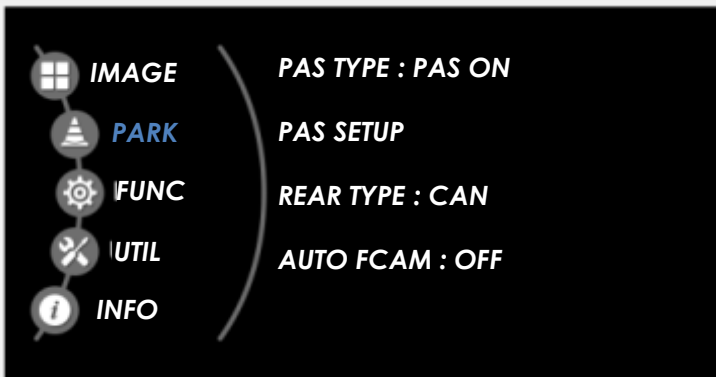 IMAGE
PARK
FUNC
UTIL
INFO
PAS TYPE : PAS ON
PAS SETUP
REAR TYPE : CAN
AUTO FCAM : OFF